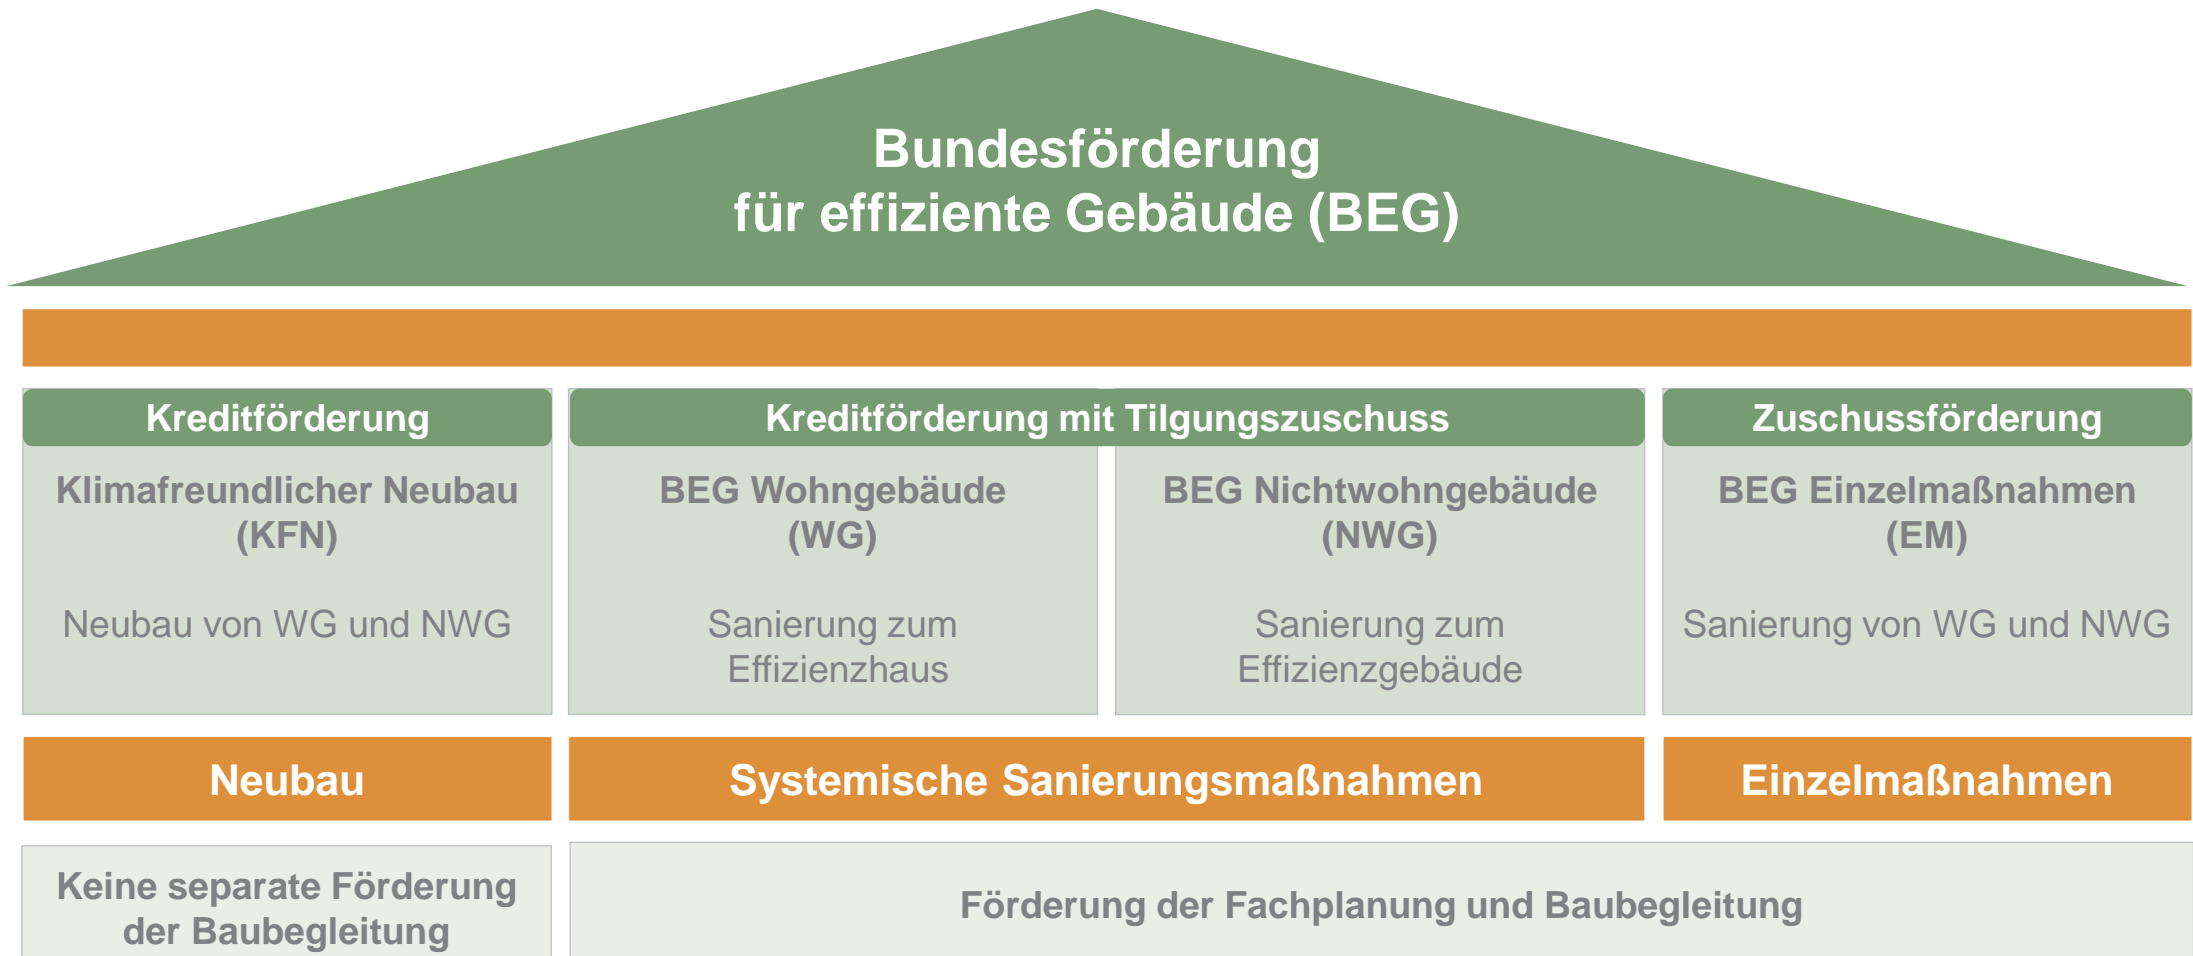 Bundesförderung
für effiziente Gebäude (BEG)
Kreditförderung
Klimafreundlicher Neubau
(KFN)
Neubau von WG und NWG
Kreditförderung mit Tilgungszuschuss
BEG Wohngebäude
(WG)
Sanierung zum
Effizienzhaus
BEG Nichtwohngebäude
(NWG)
Sanierung zum
Effizienzgebäude
Zuschussförderung
BEG Einzelmaßnahmen
(EM)
Sanierung von WG und NWG
Neubau
Systemische Sanierungsmaßnahmen
Einzelmaßnahmen
Keine separate Förderung
der Baubegleitung
Förderung der Fachplanung und Baubegleitung